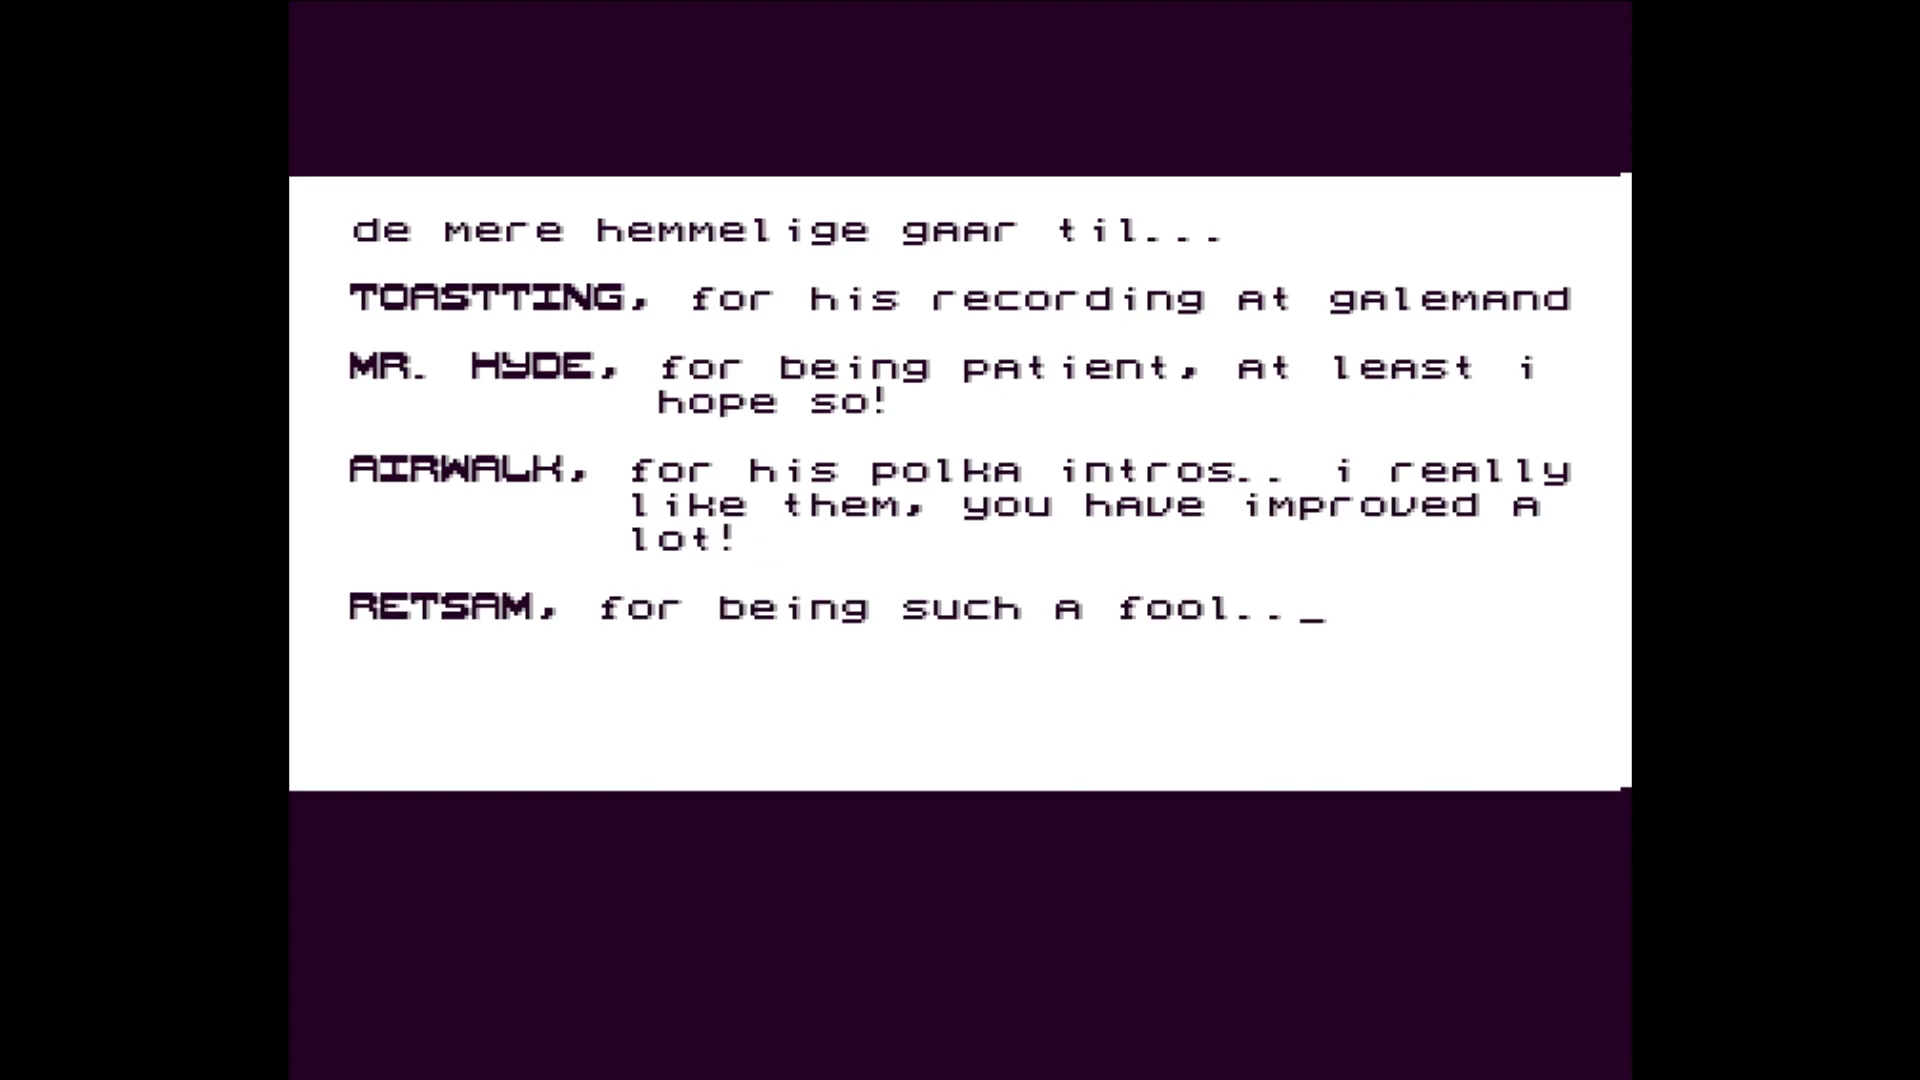 de mere hemmelige gaar til...
TOASTTING, for his recording at galemand
MR. HYDE, for being patient, at least i
hope so!
AIRWALK, for his polka intros.. i really
like them, you have improved a
lot!
RETSAM, for being such a fool.._